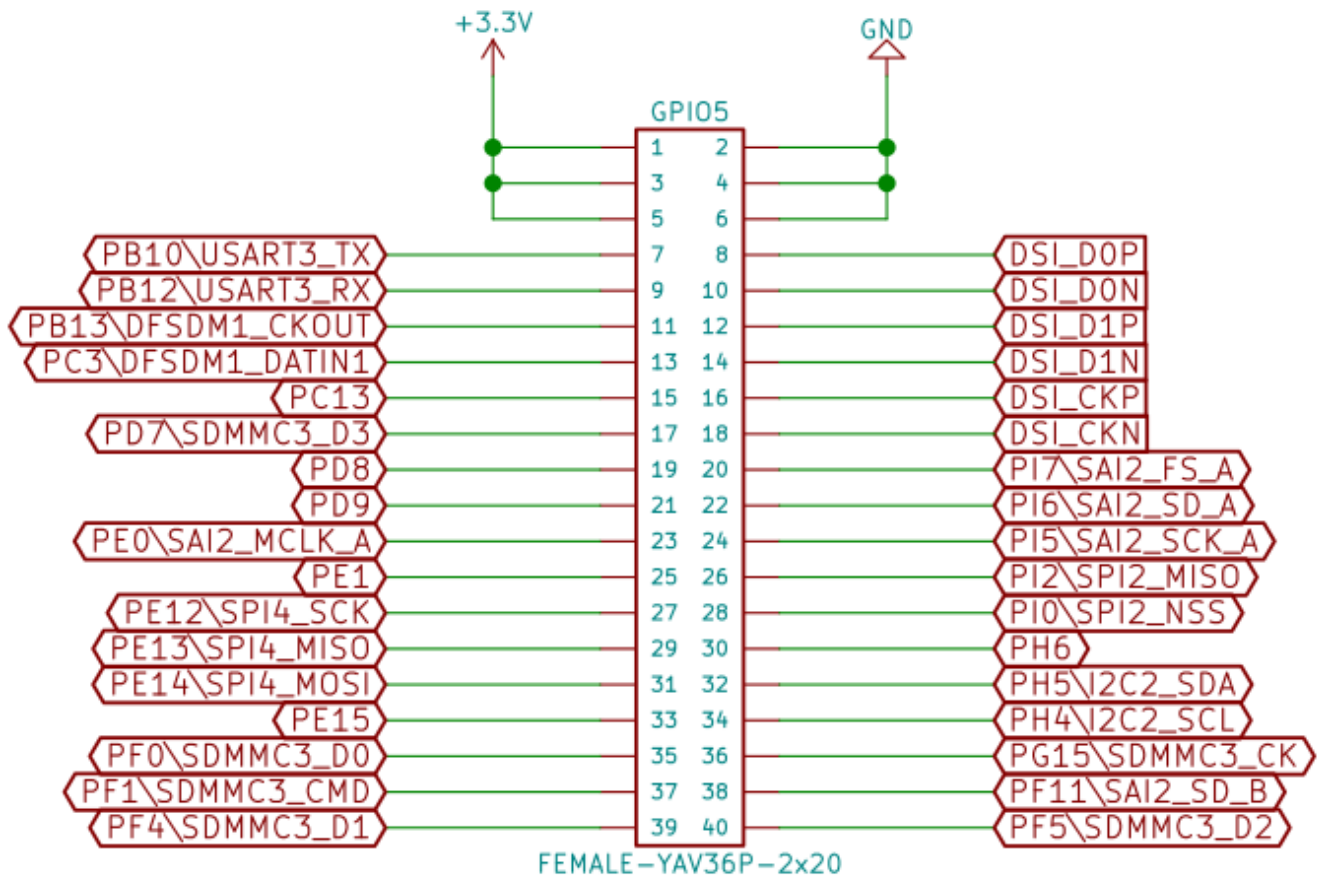 +3.3V GND
GPIO5
1 2
3 4
5 6
PB10\USART3_TX 7 8 DSI_D0P
PB12\USART3_RX 9 10 DSI_D0N
PB13\DFSDM1_CKOUT 11 12 DSI_D1P
PC3\DFSDM1_DATIN1 13 14 DSI_D1N
PC13 15 16 DSI_CKP
PD7\SDMMC3_D3 17 18 DSI_CKN
PD8 19 20 PI7\SAI2_FS_A
PD9 21 22 PI6\SAI2_SD_A
PE0\SAI2_MCLK_A 23 24 PI5\SAI2_SCK_A
PE1 25 26 PI2\SPI2_MISO
PE12\SPI4_SCK 27 28 PI0\SPI2_NSS
PE13\SPI4_MISO 29 30 PH6
PE14\SPI4_MOSI 31 32 PH5\I2C2_SDA
PE15 33 34 PH4\I2C2_SCL
PF0\SDMMC3_D0 35 36 PG15\SDMMC3_CK
PF1\SDMMC3_CMD 37 38 PF11\SAI2_SD_B
PF4\SDMMC3_D1 39 40 PF5\SDMMC3_D2
FEMALE-YAV36P-2x20